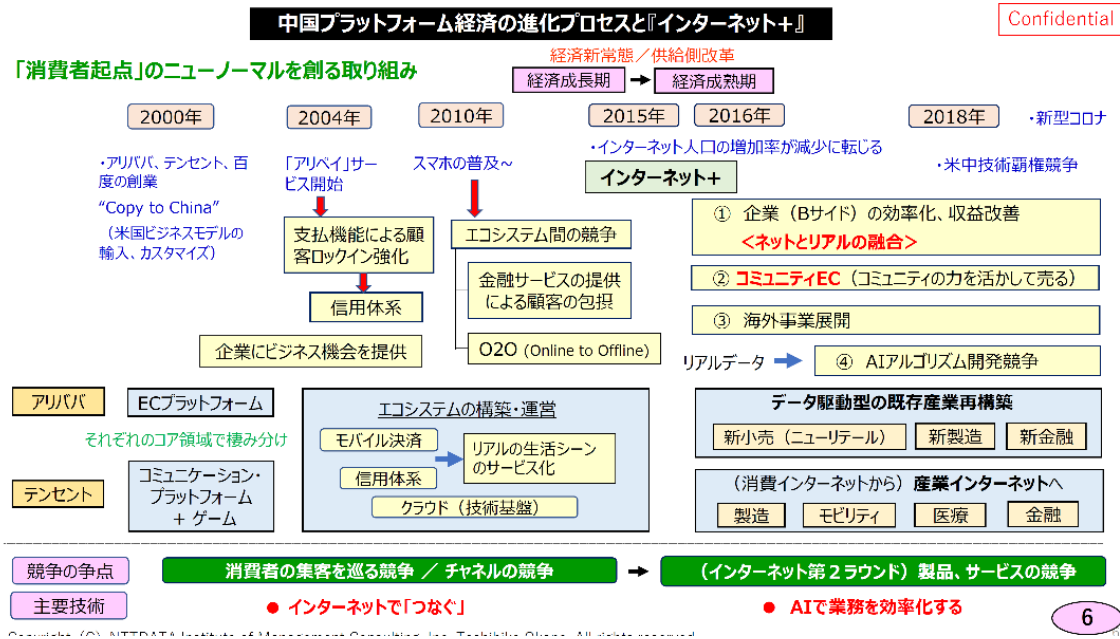 中国プラットフォーム経済の進化プロセスと『インターネット+』
Confidential
「消費者起点」のニューノーマルを創る取り組み
経済新常態／供給側改革
経済成長期
経済成熟期
2000年
2004年
2010年
2015年
2016年
2018年
・新型コロナ
・アリババ、テンセント、百
度の創業
“Copy to China”
（米国ビジネスモデルの
輸入、カスタマイズ）
「アリペイ」サー
ビス開始
スマホの普及～
・インターネット人口の増加率が減少に転じる
・米中技術覇権競争
インターネット+
支払機能による顧
客ロックイン強化
信用体系
企業にビジネス機会を提供
エコシステム間の競争
金融サービスの提供
による顧客の包摂
O2O (Online to Offline)
① 企業（Bサイド）の効率化、収益改善
＜ネットとリアルの融合＞
② コミュニティEC（コミュニティの力を活かして売る）
③ 海外事業展開
リアルデータ
④ AIアルゴリズム開発競争
アリババ
ECプラットフォーム
それぞれのコア領域で棲み分け
テンセント
コミュニケーション・
プラットフォーム
+ ゲーム
エコシステムの構築・運営
モバイル決済
信用体系
リアルの生活シーン
のサービス化
クラウド（技術基盤）
データ駆動型の既存産業再構築
新小売（ニューリテール）
新製造
新金融
（消費インターネットから）産業インターネットへ
製造
モビリティ
医療
金融
競争の争点
消費者の集客を巡る競争 ／ チャネルの競争
（インターネット第２ラウンド）製品、サービスの競争
主要技術
● インターネットで「つなぐ」
● AIで業務を効率化する
6